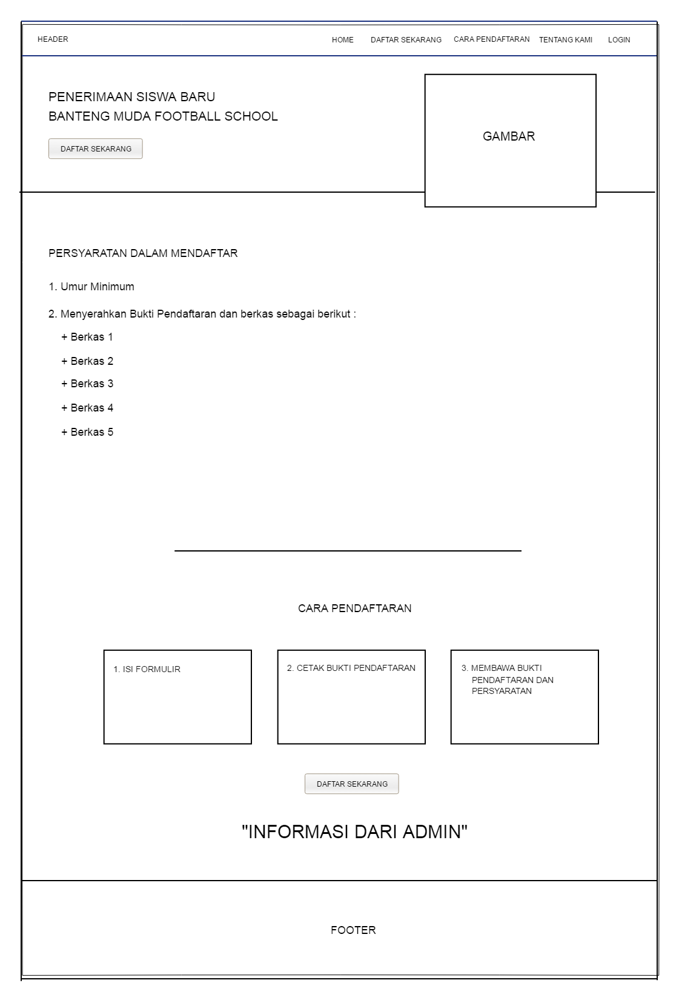 HEADER
HOME
DAFTAR SEKARANG
CARA PENDAFTARAN
TENTANG KAMI
LOGIN
PENERIMAAN SISWA BARU
BANTENG MUDA FOOTBALL SCHOOL
DAFTAR SEKARANG
GAMBAR
PERSYARATAN DALAM MENDAFTAR
1. Umur Minimum
2. Menyerahkan Bukti Pendaftaran dan berkas sebagai berikut :
+ Berkas 1
+ Berkas 2
+ Berkas 3
+ Berkas 4
+ Berkas 5
CARA PENDAFTARAN
1. ISI FORMULIR
2. CETAK BUKTI PENDAFTARAN
3. MEMBAWA BUKTI
PENDAFTARAN DAN
PERSYARATAN
DAFTAR SEKARANG
"INFORMASI DARI ADMIN"
FOOTER